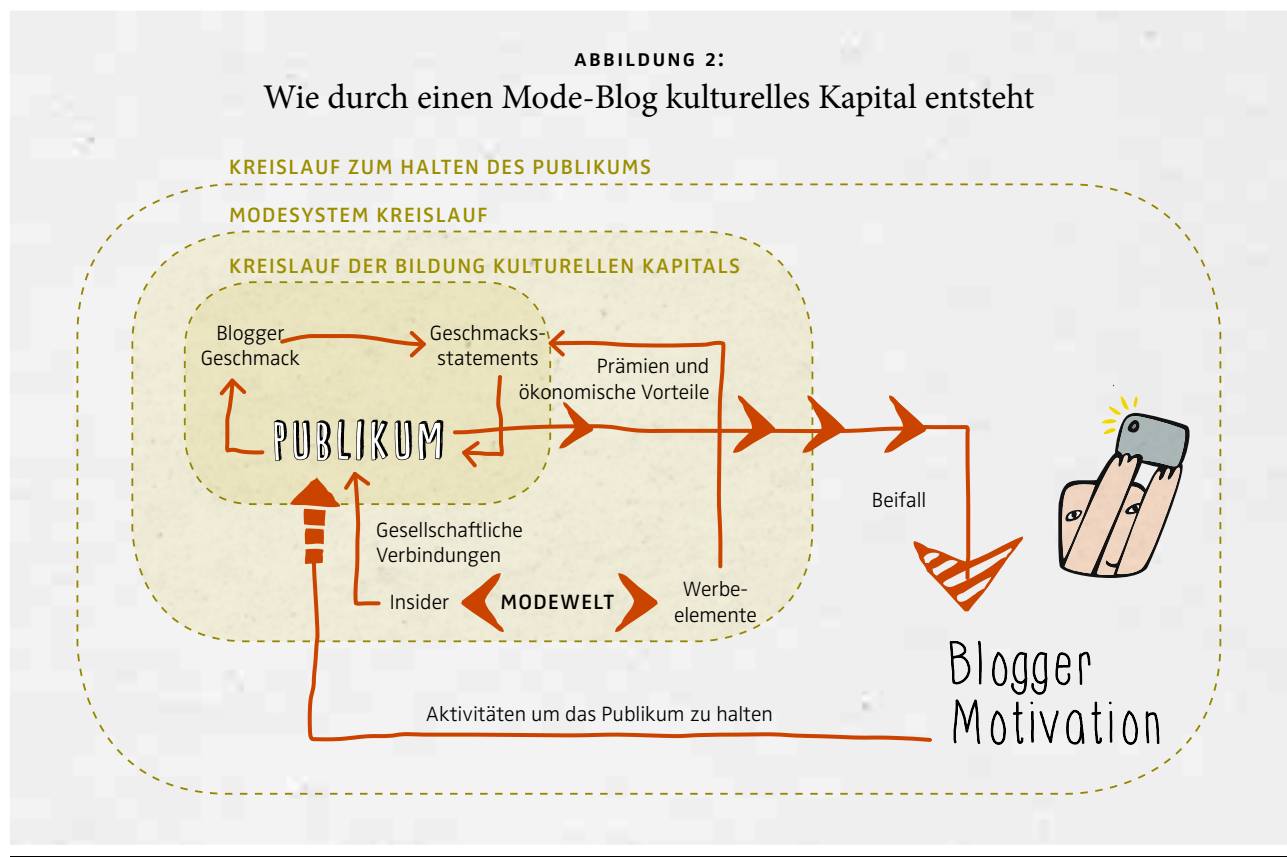 ABBILDUNG 2:
Wie durch einen Mode-Blog kulturelles Kapital entsteht
KREISLAUF ZUM HALTEN DES PUBLIKUMS
MODESYSTEM KREISLAUF
KREISLAUF DER BILDUNG KULTURELLEN KAPITALS
Blogger
Geschmack
Geschmacks-
statements
Prämien und
ökonomische Vorteile
PUBLIKUM
Beifall
Gesellschaftliche
Verbindungen
Insider
MODEWELT
Werbe-
elemente
Blogger
Motivation
Aktivitäten um das Publikum zu halten